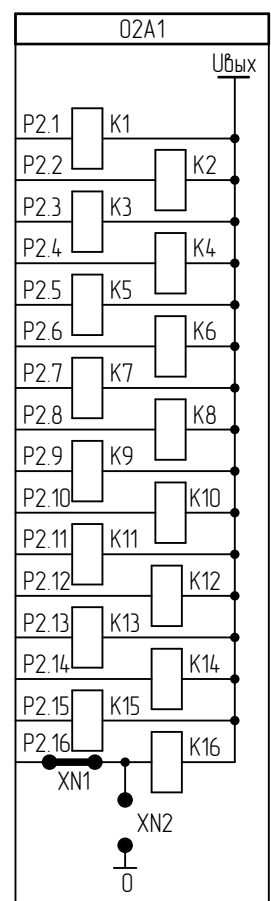 02A1
Uвых
P2.1 K1
P2.2 K2
P2.3 K3
P2.4 K4
P2.5 K5
P2.6 K6
P2.7 K7
P2.8 K8
P2.9 K9
P2.10 K10
P2.11 K11
P2.12 K12
P2.13 K13
P2.14 K14
P2.15 K15
P2.16 K16
XN1
XN2
0